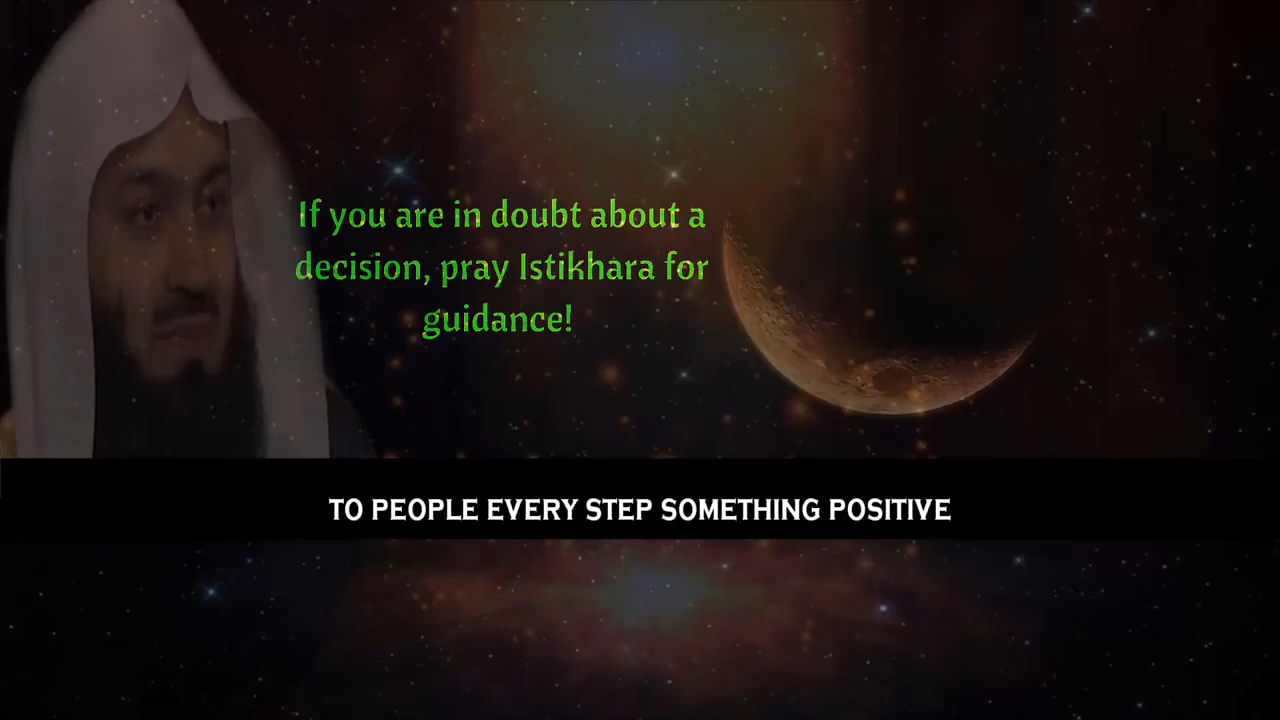 If you are in doubt about a
decision, pray Istikhara for
guidance!
TO PEOPLE EVERY STEP SOMETHING POSITIVE